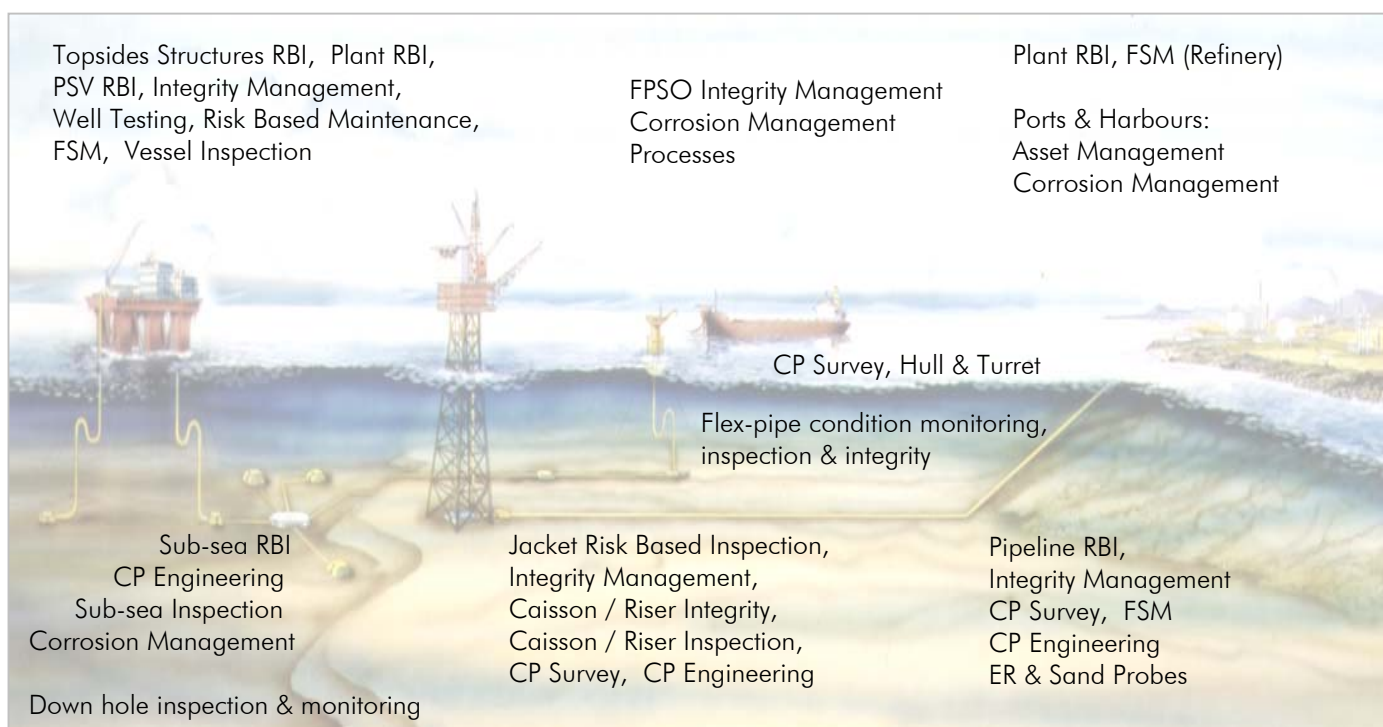 Topsides Structures RBI, Plant RBI,
PSV RBI, Integrity Management,
Well Testing, Risk Based Maintenance,
FSM, Vessel Inspection
FPSO Integrity Management
Corrosion Management
Processes
Plant RBI, FSM (Refinery)
Ports & Harbours:
Asset Management
Corrosion Management
CP Survey, Hull & Turret
Flex-pipe condition monitoring,
inspection & integrity
Sub-sea RBI
CP Engineering
Sub-sea Inspection
Corrosion Management
Down hole inspection & monitoring
Jacket Risk Based Inspection,
Integrity Management,
Caisson / Riser Integrity,
Caisson / Riser Inspection,
CP Survey, CP Engineering
Pipeline RBI,
Integrity Management
CP Survey, FSM
CP Engineering
ER & Sand Probes